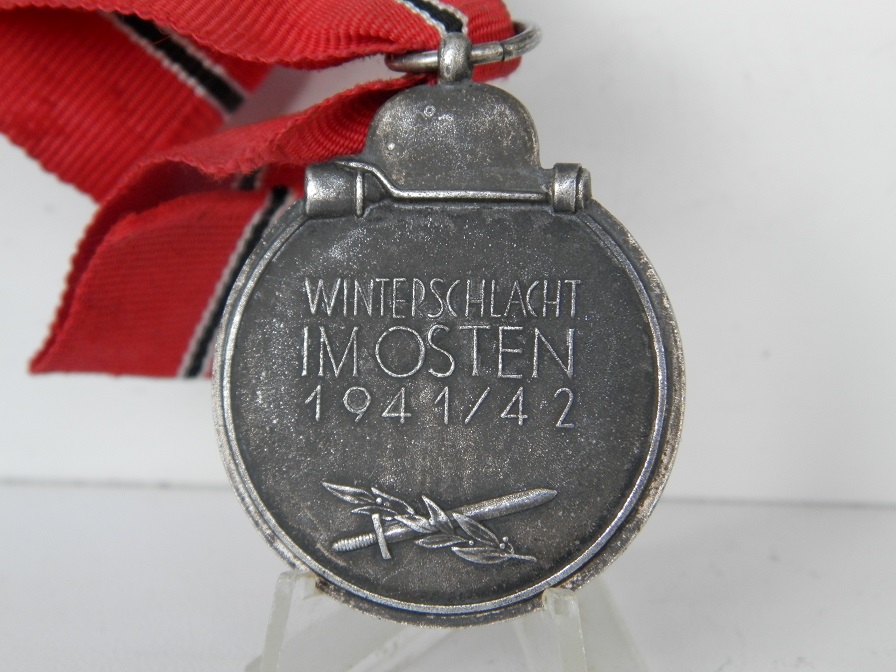 WINTERSCHLACHT
IM OSTEN
1941/42